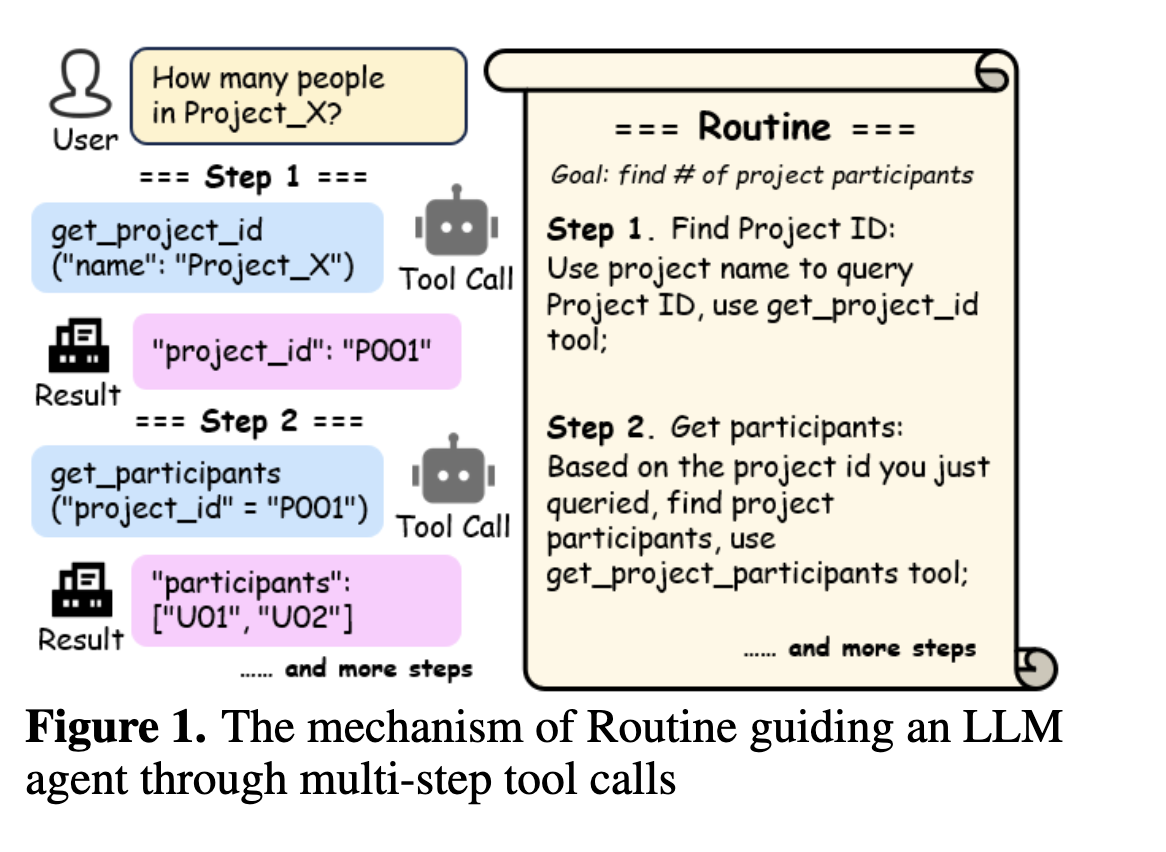 How many people
in Project_X?
User
=== Step 1 ===
get_project_id
("name": "Project_X")
Tool Call
"project_id": "P001"
Result
=== Step 2 ===
get_participants
("project_id" = "P001")
Tool Call
"participants":
["U01", "U02"]
Result
...... and more steps
=== Routine ===
Goal: find # of project participants
Step 1. Find Project ID:
Use project name to query
Project ID, use get_project_id
tool;
Step 2. Get participants:
Based on the project id you just
queried, find project
participants, use
get_project_participants tool;
...... and more steps
Figure 1. The mechanism of Routine guiding an LLM
agent through multi-step tool calls